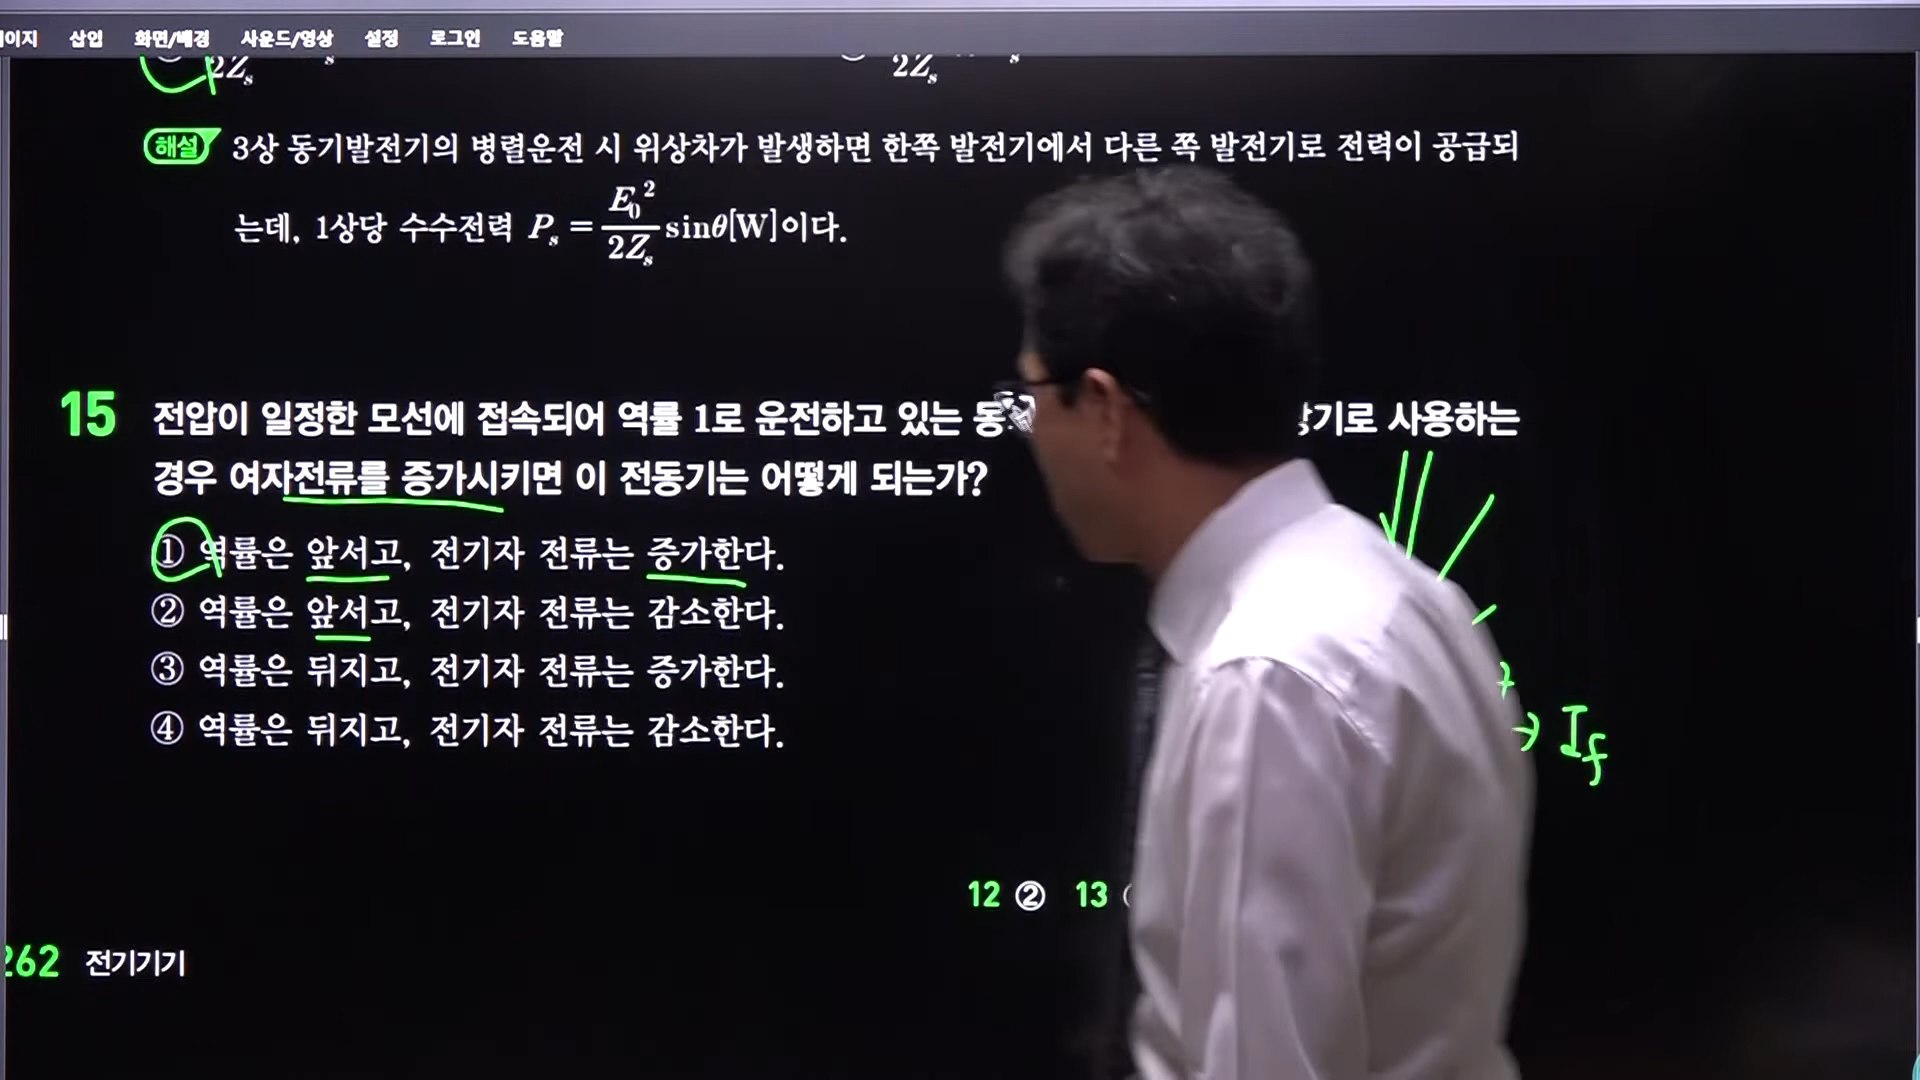 삽입 화면/배경 사운드/영상 설정 로그인 도움말
2Zs s
2Zs s
해설 3상 동기발전기의 병렬운전 시 위상차가 발생하면 한쪽 발전기에서 다른 쪽 발전기로 전력이 공급되
는데, 1상당 수수전력 Ps = E0²/2Zs sinθ[W]이다.
15 전압이 일정한 모선에 접속되어 역률 1로 운전하고 있는 기로 사용하는
경우 여자전류를 증가시키면 이 전동기는 어떻게 되는가?
① 역률은 앞서고, 전기자 전류는 증가한다.
② 역률은 앞서고, 전기자 전류는 감소한다.
③ 역률은 뒤지고, 전기자 전류는 증가한다.
④ 역률은 뒤지고, 전기자 전류는 감소한다.
→ If
12 ② 13
262 전기기기